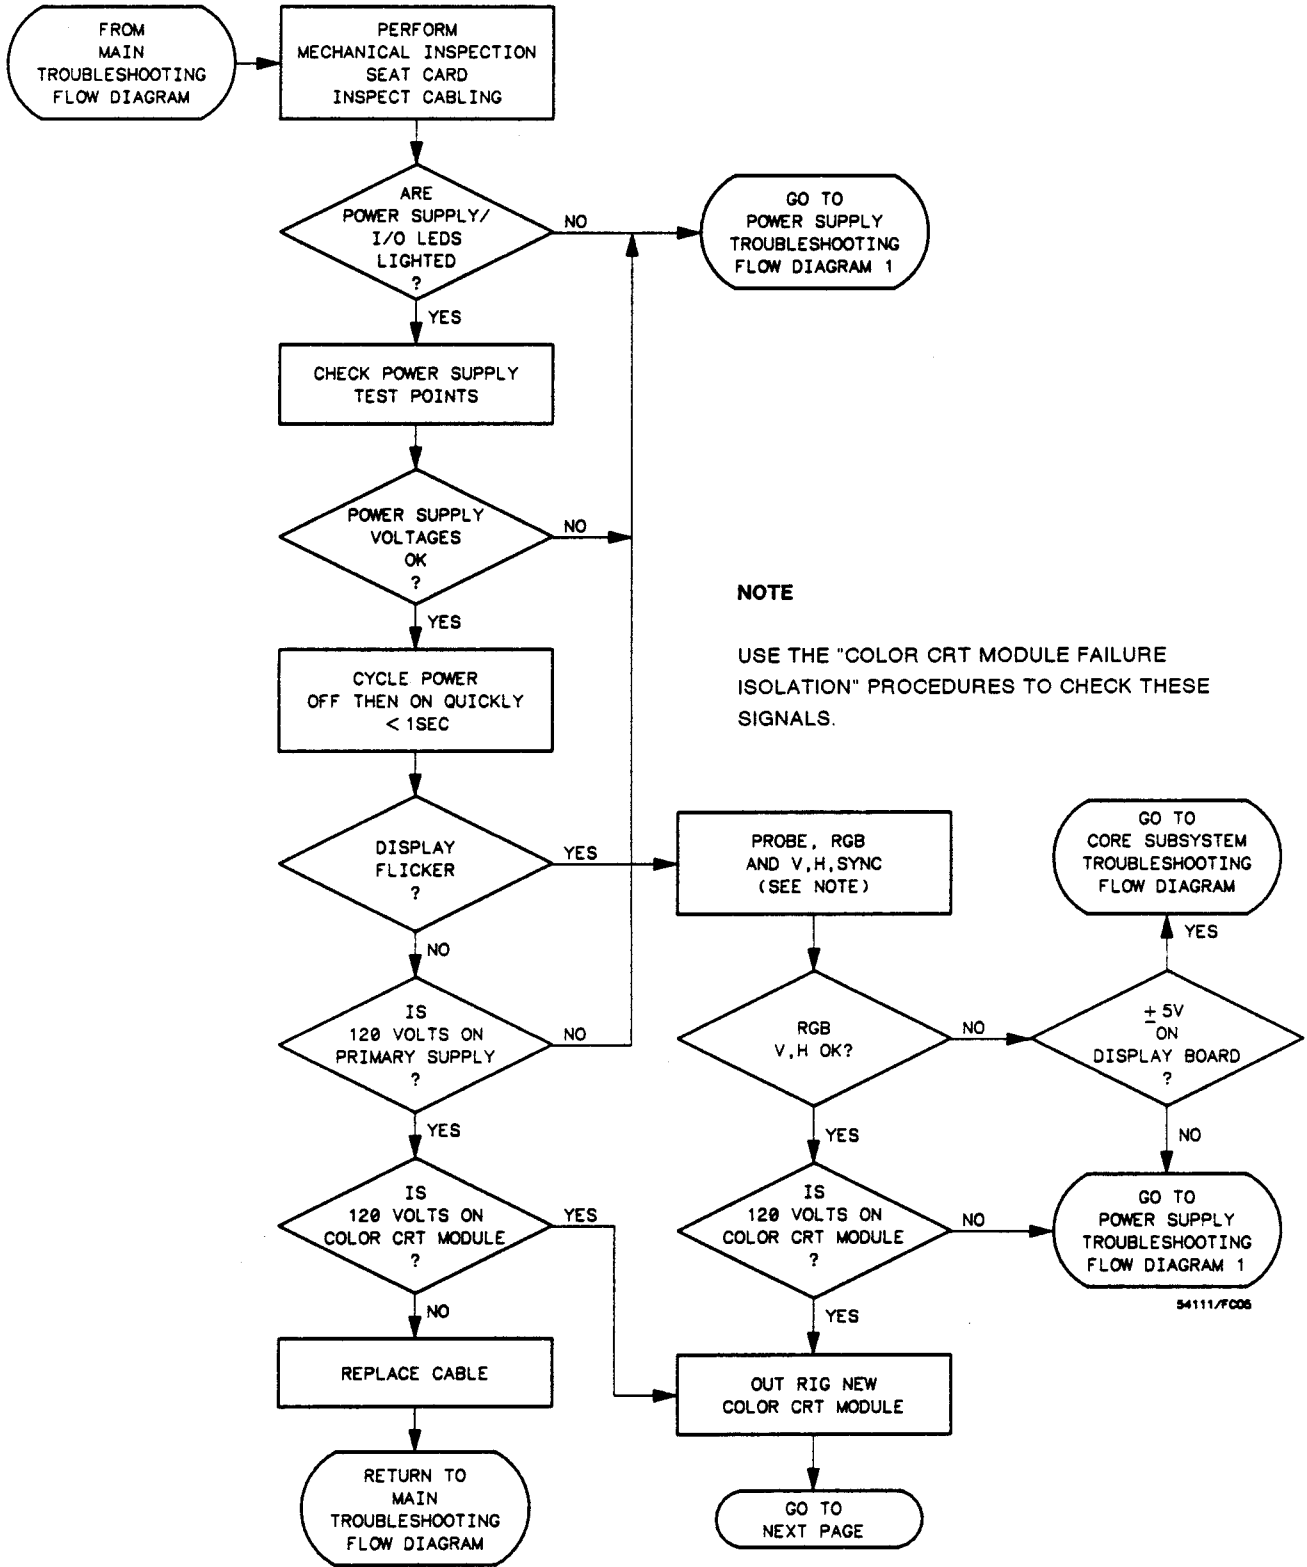 FROM
MAIN
TROUBLESHOOTING
FLOW DIAGRAM
PERFORM
MECHANICAL INSPECTION
SEAT CARD
INSPECT CABLING
ARE
POWER SUPPLY/
I/O LEDS
LIGHTED
?
NO
GO TO
POWER SUPPLY
TROUBLESHOOTING
FLOW DIAGRAM 1
YES
CHECK POWER SUPPLY
TEST POINTS
POWER SUPPLY
VOLTAGES
OK
?
NO
YES
NOTE
USE THE "COLOR CRT MODULE FAILURE
ISOLATION" PROCEDURES TO CHECK THESE
SIGNALS.
CYCLE POWER
OFF THEN ON QUICKLY
< 1SEC
DISPLAY
FLICKER
?
YES
NO
PROBE, RGB
AND V,H,SYNC
(SEE NOTE)
GO TO
CORE SUBSYSTEM
TROUBLESHOOTING
FLOW DIAGRAM
YES
IS
120 VOLTS ON
PRIMARY SUPPLY
?
NO
YES
RGB
V,H OK?
NO
YES
± 5V
ON
DISPLAY BOARD
?
NO
IS
120 VOLTS ON
COLOR CRT MODULE
?
YES
NO
IS
120 VOLTS ON
COLOR CRT MODULE
?
NO
YES
GO TO
POWER SUPPLY
TROUBLESHOOTING
FLOW DIAGRAM 1
54111/FC06
REPLACE CABLE
OUT RIG NEW
COLOR CRT MODULE
RETURN TO
MAIN
TROUBLESHOOTING
FLOW DIAGRAM
GO TO
NEXT PAGE